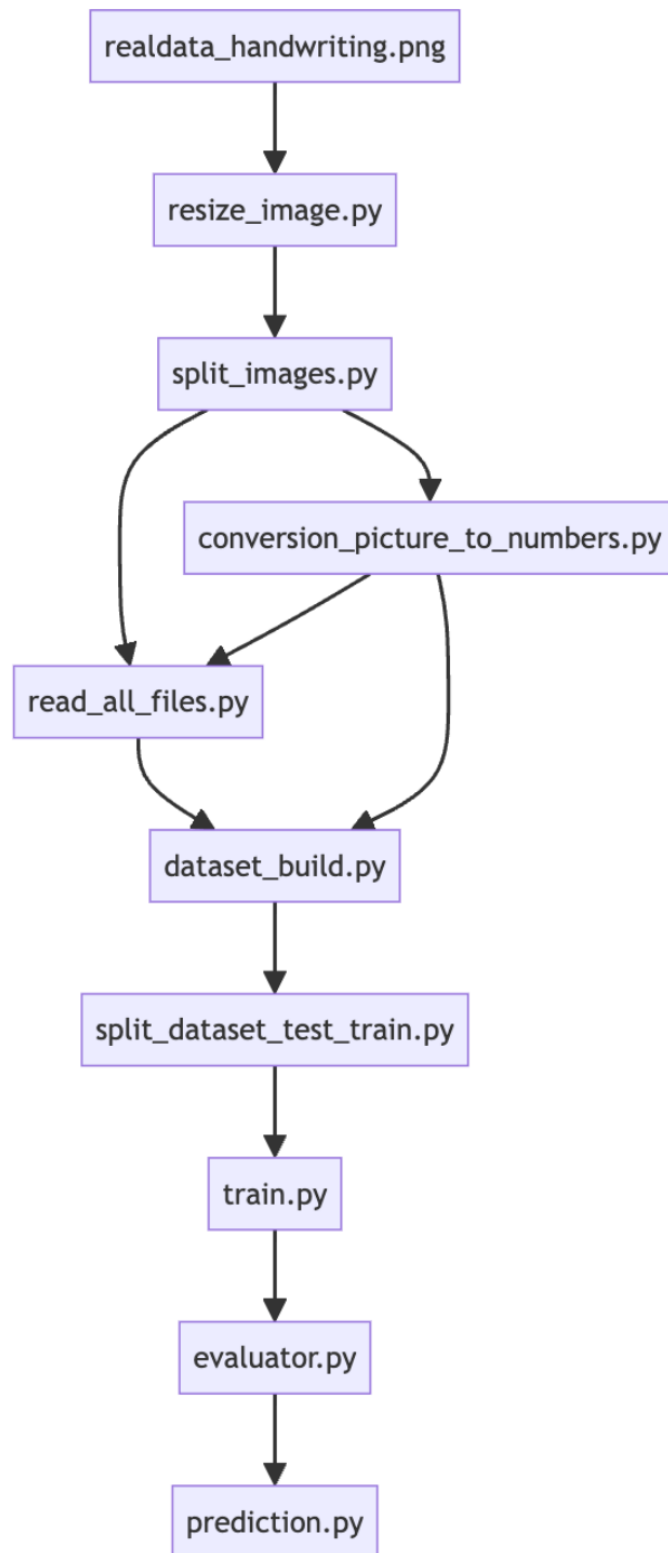 realdata_handwriting.png
resize_image.py
split_images.py
conversion_picture_to_numbers.py
read_all_files.py
dataset_build.py
split_dataset_test_train.py
train.py
evaluator.py
prediction.py